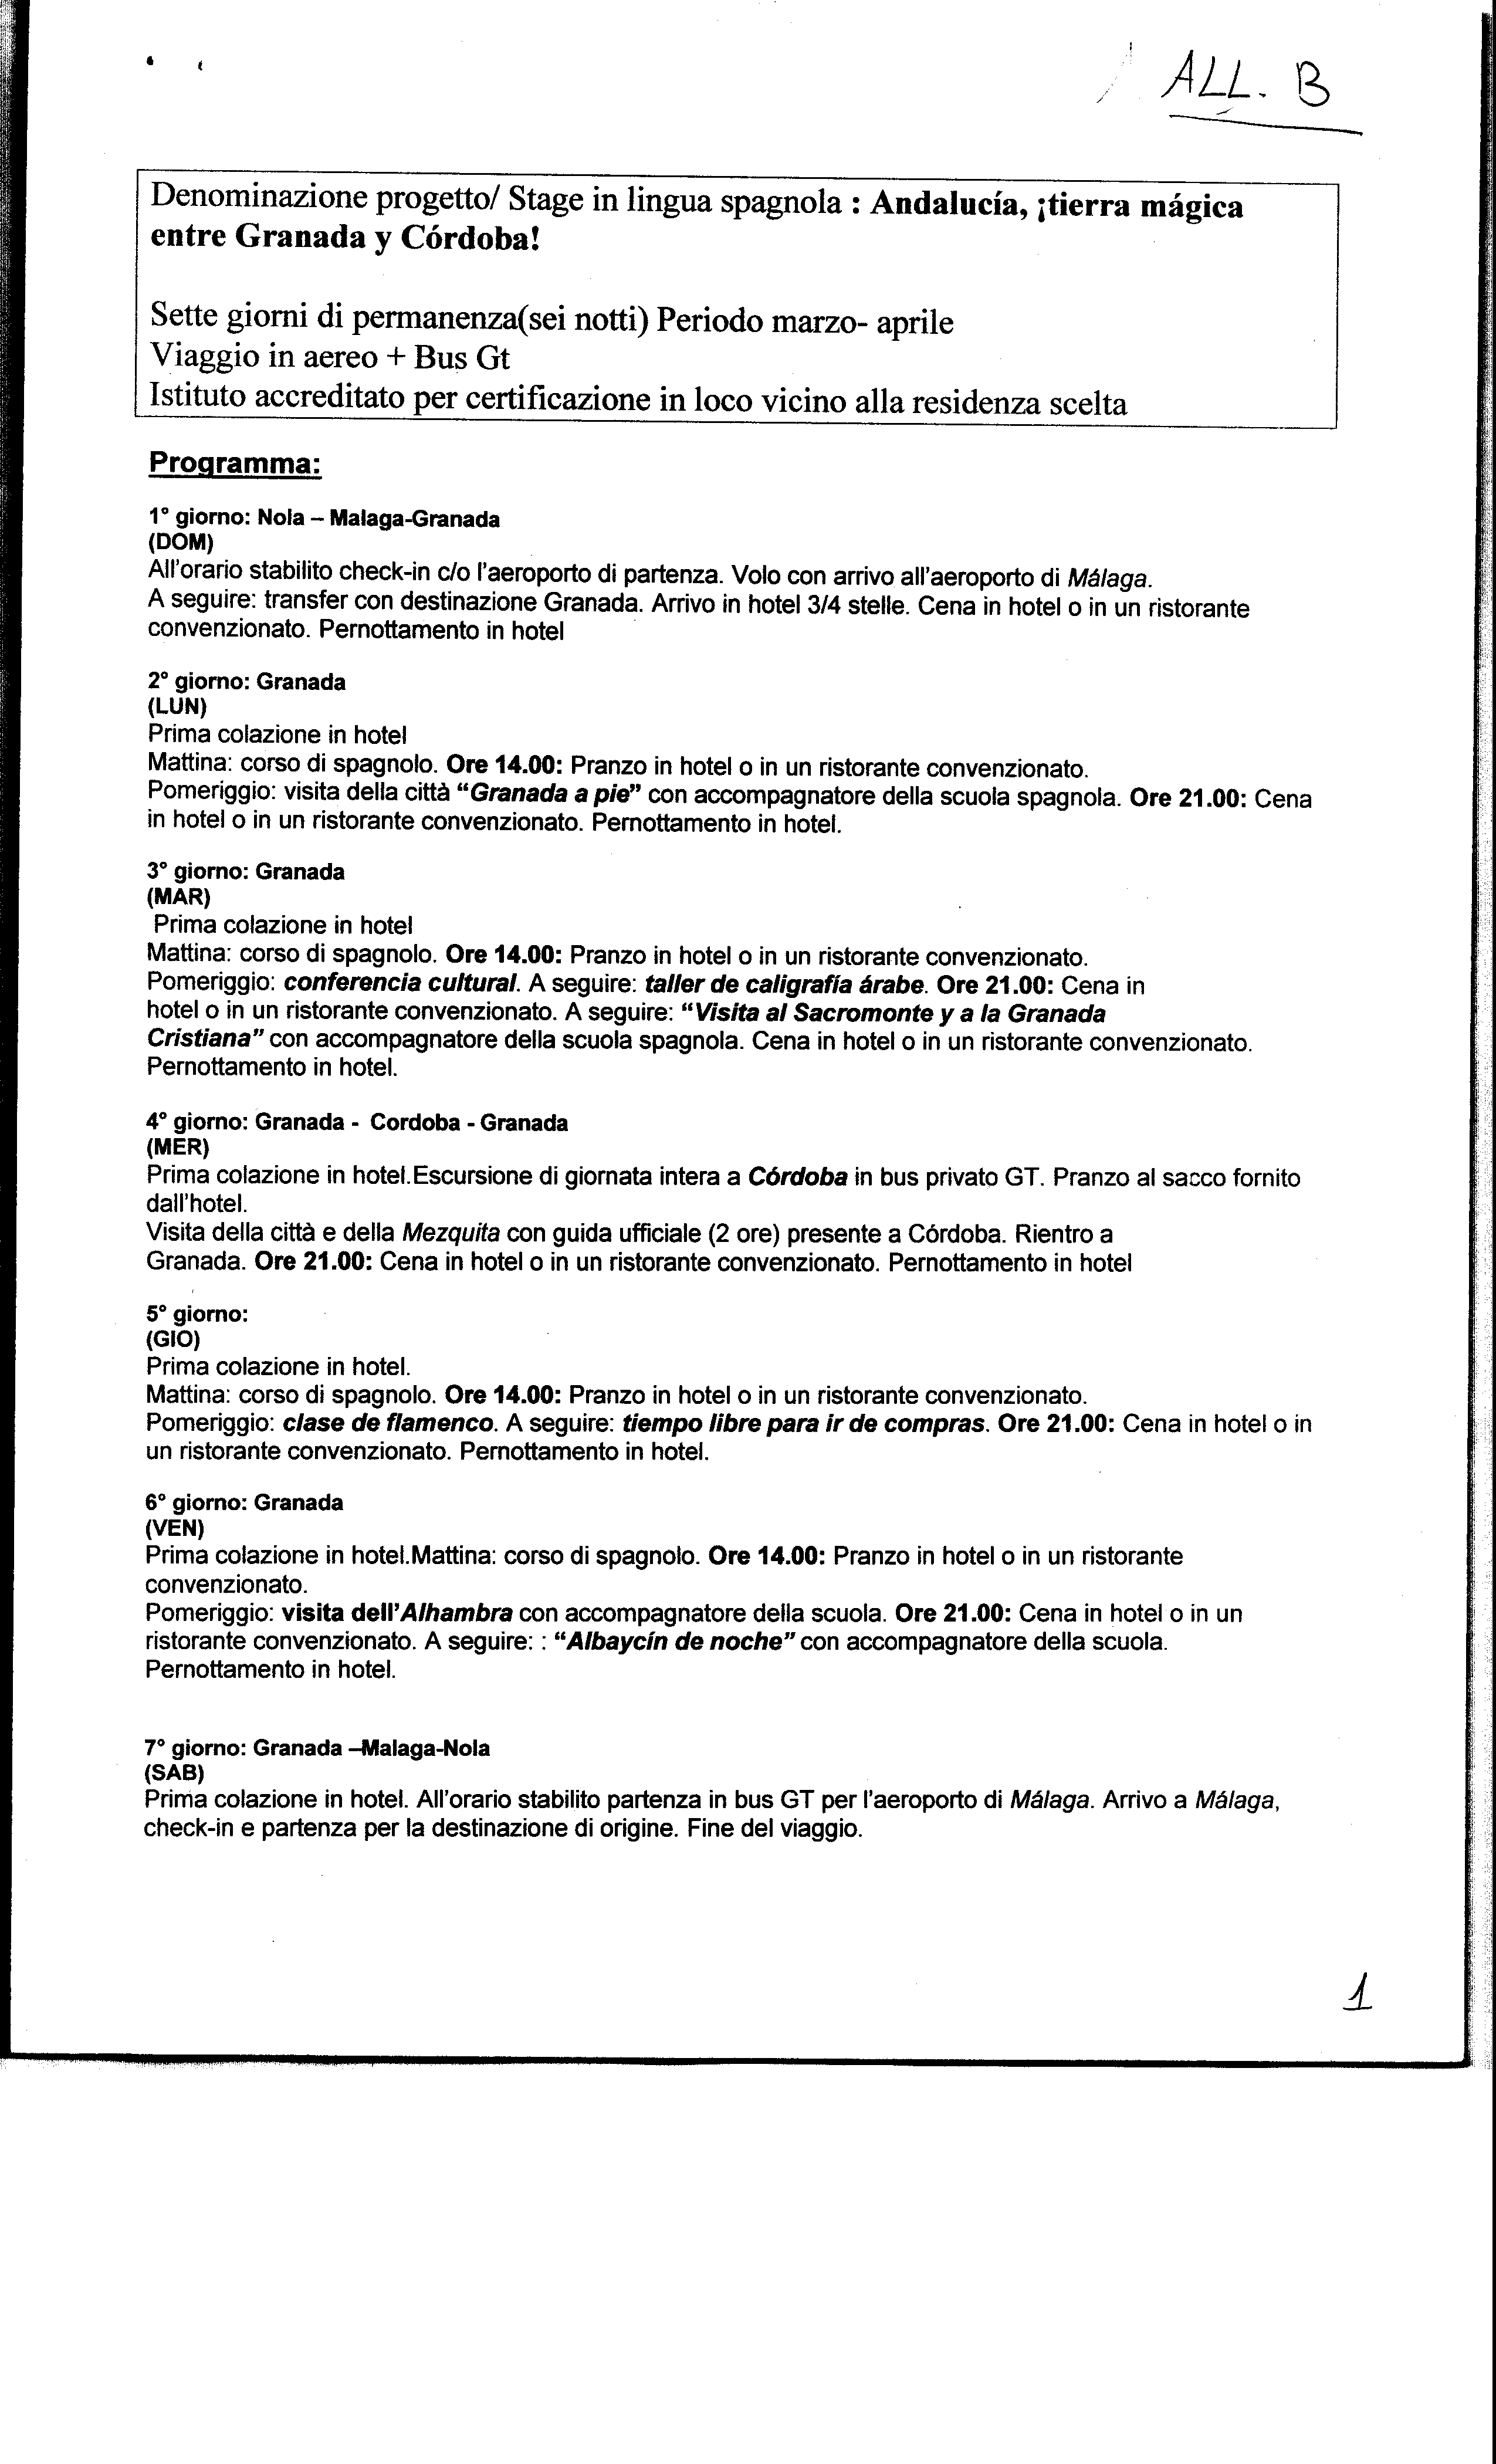 ALL. B
Denominazione progetto/ Stage in lingua spagnola : Andalucía, ¡tierra mágica
entre Granada y Córdoba!
Sette giorni di permanenza(sei notti) Periodo marzo- aprile
Viaggio in aereo + Bus Gt
Istituto accreditato per certificazione in loco vicino alla residenza scelta
Programma:
1° giorno: Nola – Malaga-Granada
(DOM)
All'orario stabilito check-in c/o l'aeroporto di partenza. Volo con arrivo all'aeroporto di Málaga.
A seguire: transfer con destinazione Granada. Arrivo in hotel 3/4 stelle. Cena in hotel o in un ristorante
convenzionato. Pernottamento in hotel
2° giorno: Granada
(LUN)
Prima colazione in hotel
Mattina: corso di spagnolo. Ore 14.00: Pranzo in hotel o in un ristorante convenzionato.
Pomeriggio: visita della città “Granada a pie” con accompagnatore della scuola spagnola. Ore 21.00: Cena
in hotel o in un ristorante convenzionato. Pernottamento in hotel.
3° giorno: Granada
(MAR)
Prima colazione in hotel
Mattina: corso di spagnolo. Ore 14.00: Pranzo in hotel o in un ristorante convenzionato.
Pomeriggio: conferencia cultural. A seguire: taller de caligrafía árabe. Ore 21.00: Cena in
hotel o in un ristorante convenzionato. A seguire: “Visita al Sacromonte y a la Granada
Cristiana” con accompagnatore della scuola spagnola. Cena in hotel o in un ristorante convenzionato.
Pernottamento in hotel.
4° giorno: Granada - Cordoba - Granada
(MER)
Prima colazione in hotel.Escursione di giornata intera a Córdoba in bus privato GT. Pranzo al sacco fornito
dall'hotel.
Visita della città e della Mezquita con guida ufficiale (2 ore) presente a Córdoba. Rientro a
Granada. Ore 21.00: Cena in hotel o in un ristorante convenzionato. Pernottamento in hotel
5° giorno:
(GIO)
Prima colazione in hotel.
Mattina: corso di spagnolo. Ore 14.00: Pranzo in hotel o in un ristorante convenzionato.
Pomeriggio: clase de flamenco. A seguire: tiempo libre para ir de compras. Ore 21.00: Cena in hotel o in
un ristorante convenzionato. Pernottamento in hotel.
6° giorno: Granada
(VEN)
Prima colazione in hotel.Mattina: corso di spagnolo. Ore 14.00: Pranzo in hotel o in un ristorante
convenzionato.
Pomeriggio: visita dell'Alhambra con accompagnatore della scuola. Ore 21.00: Cena in hotel o in un
ristorante convenzionato. A seguire: : “Albaycín de noche” con accompagnatore della scuola.
Pernottamento in hotel.
7° giorno: Granada –Malaga-Nola
(SAB)
Prima colazione in hotel. All'orario stabilito partenza in bus GT per l'aeroporto di Málaga. Arrivo a Málaga,
check-in e partenza per la destinazione di origine. Fine del viaggio.
1